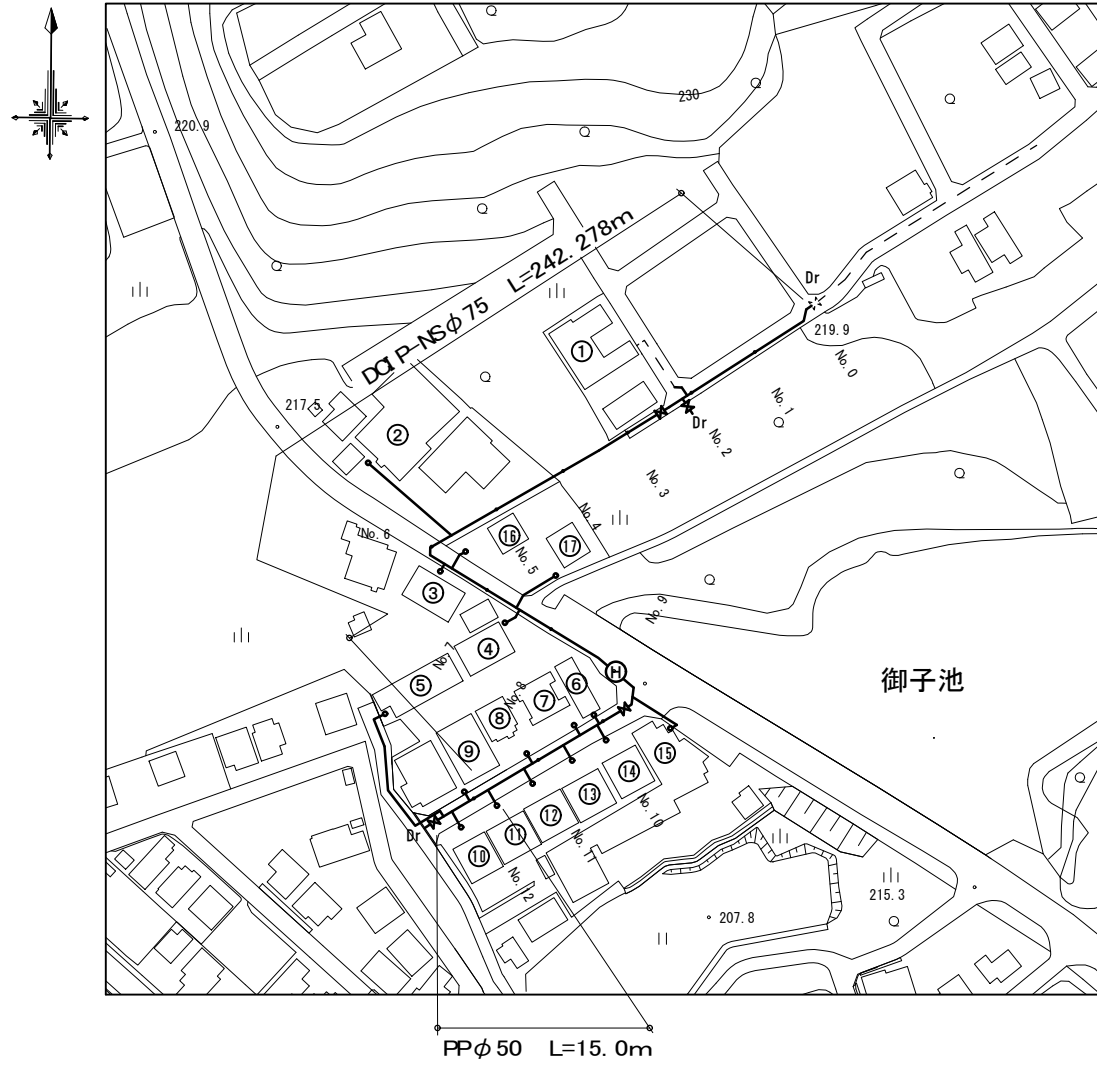 230
220.9
DCIP-NSφ75 L=242.278m
Dr
219.9
①
No.0
No.1
217.5
②
Dr
No.2
No.3
No.4
No.6
⑯
⑰
No.5
③
No.9
④
No.7
H
御子池
⑤
⑥
No.8
⑦
⑧
⑨
⑮
⑭
⑬
No.10
⑫
Dr
⑪
No.11
⑩
No.12
215.3
207.8
PPφ50 L=15.0m